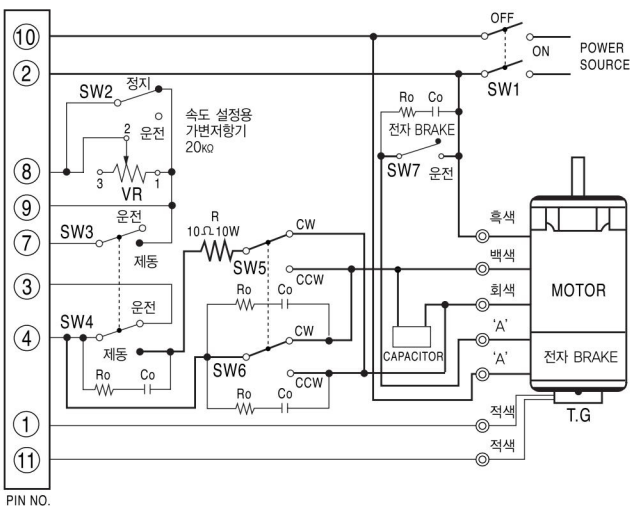 OFF
⑩
ON
POWER
SOURCE
②
SW1
정지
SW2
Ro
Co
속도 설정용
가변저항기
20KΩ
운전
전자 BRAKE
2
⑧
3
1
VR
SW7
운전
⑨
운전
R
10Ω10W
CW
흑색
⑦
SW3
제동
SW5
백색
CCW
③
Ro
Co
회색
MOTOR
운전
④
SW4
CW
'A'
제동
SW6
CAPACITOR
'A'
전자 BRAKE
Ro
Co
CCW
Ro
Co
적색
T.G
①
적색
⑪
PIN NO.